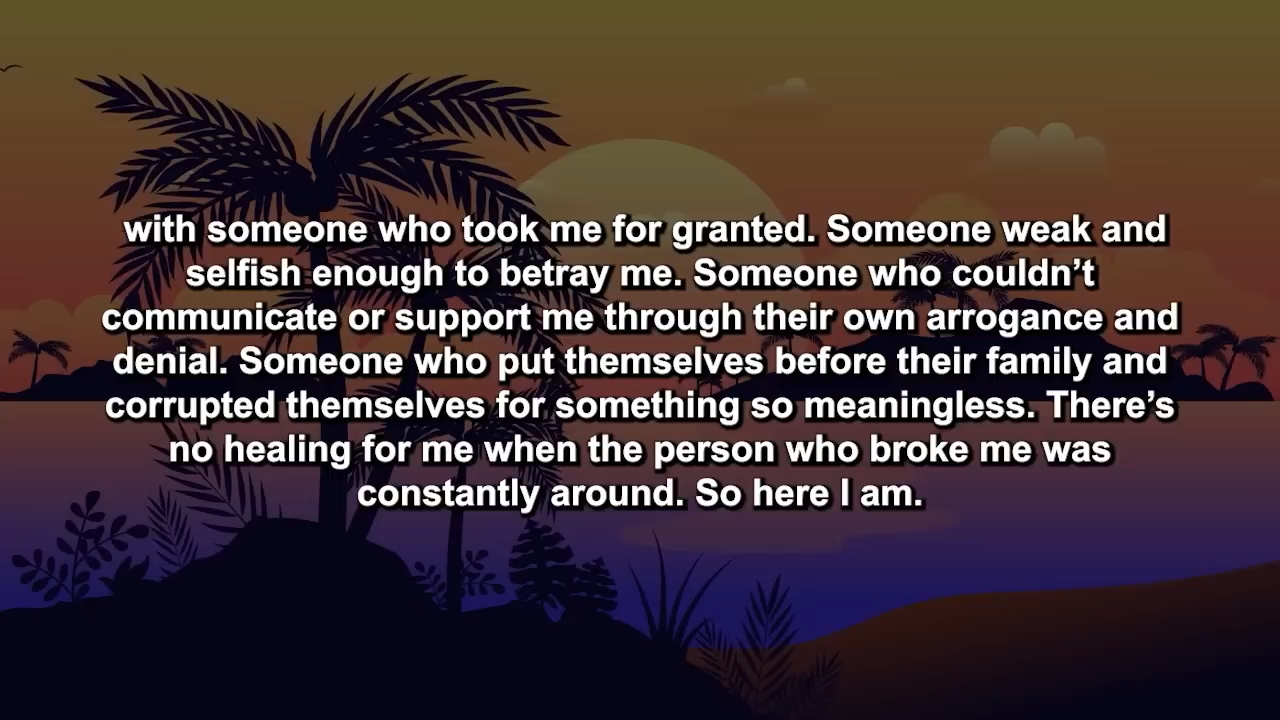 with someone who took me for granted. Someone weak and
selfish enough to betray me. Someone who couldn’t
communicate or support me through their own arrogance and
denial. Someone who put themselves before their family and
corrupted themselves for something so meaningless. There’s
no healing for me when the person who broke me was
constantly around. So here I am.